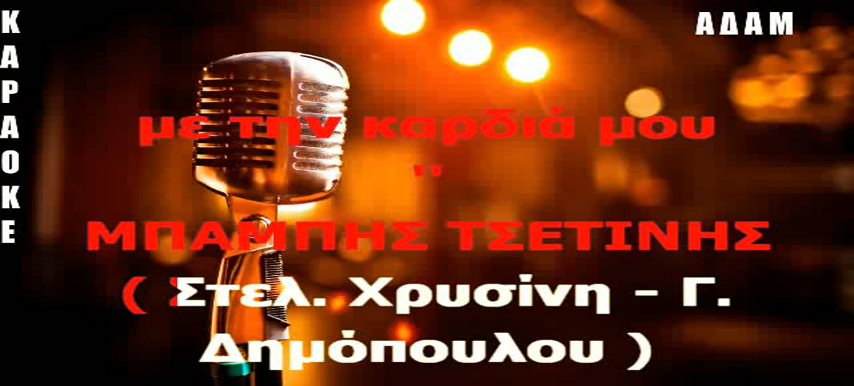 ΚΑΡΑΟΚΕ
ΑΔΑΜ
με την καρδιά μου
''
ΜΠΑΜΠΗΣ ΤΣΕΤΙΝΗΣ
( Στελ. Χρυσίνη - Γ.
Δημόπουλου )